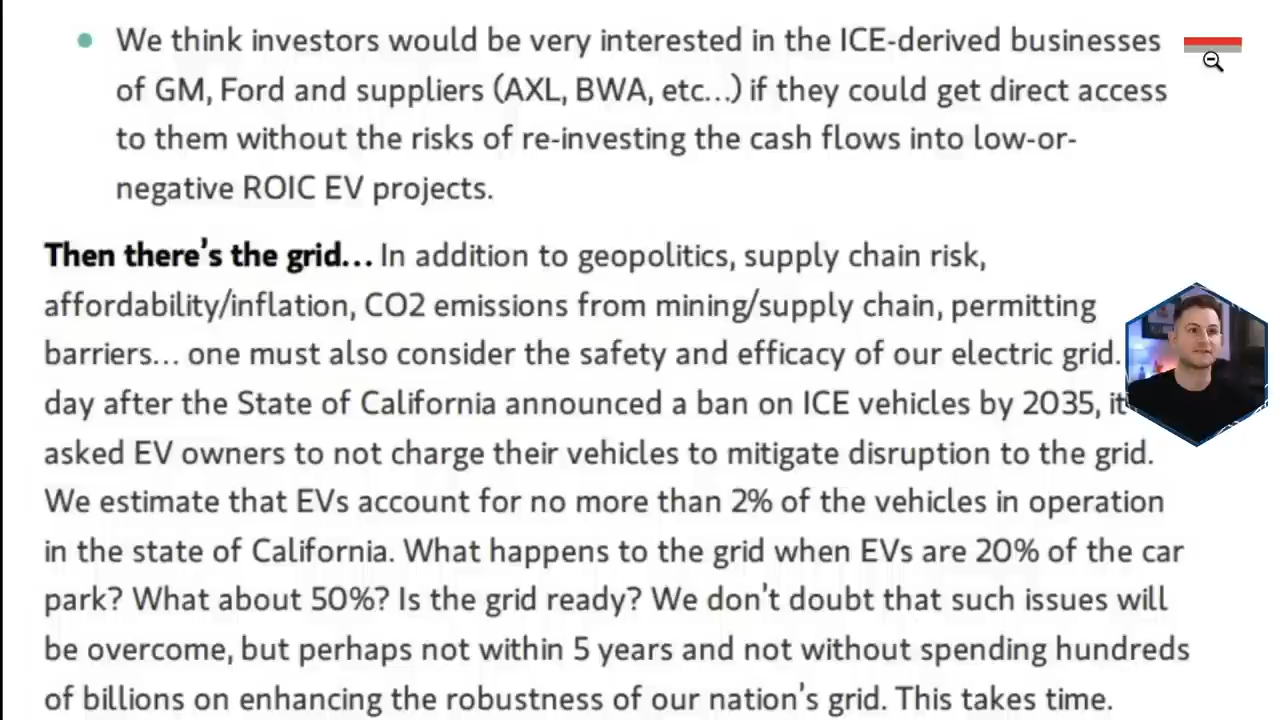 We think investors would be very interested in the ICE-derived businesses
of GM, Ford and suppliers (AXL, BWA, etc...) if they could get direct access
to them without the risks of re-investing the cash flows into low-or-
negative ROIC EV projects.
Then there's the grid... In addition to geopolitics, supply chain risk,
affordability/inflation, CO2 emissions from mining/supply chain, permitting
barriers... one must also consider the safety and efficacy of our electric grid.
day after the State of California announced a ban on ICE vehicles by 2035, it
asked EV owners to not charge their vehicles to mitigate disruption to the grid.
We estimate that EVs account for no more than 2% of the vehicles in operation
in the state of California. What happens to the grid when EVs are 20% of the car
park? What about 50%? Is the grid ready? We don't doubt that such issues will
be overcome, but perhaps not within 5 years and not without spending hundreds
of billions on enhancing the robustness of our nation's grid. This takes time.